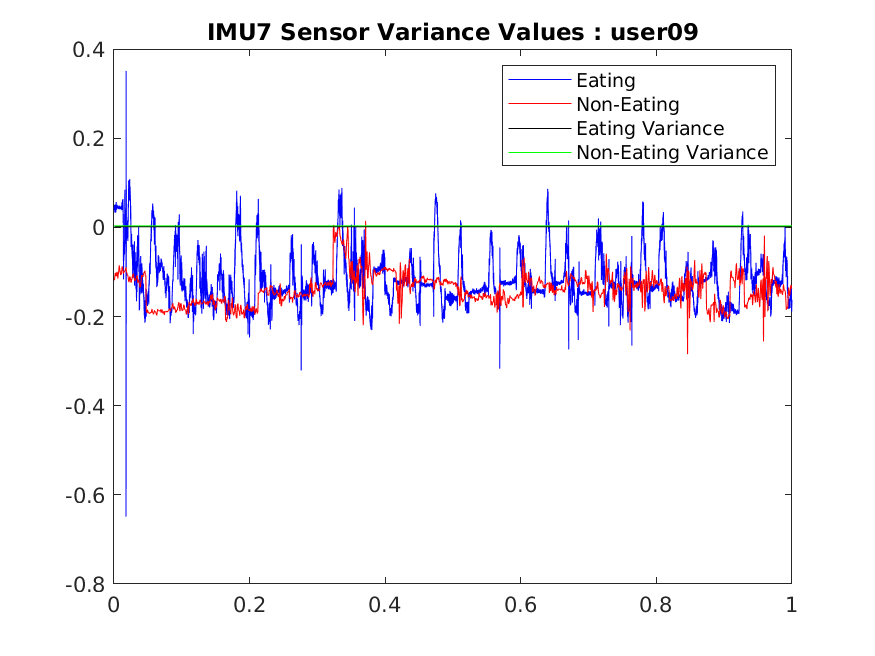 IMU7 Sensor Variance Values : user09
0.4
0.2
0
-0.2
-0.4
-0.6
-0.8
0
0.2
0.4
0.6
0.8
1
Eating
Non-Eating
Eating Variance
Non-Eating Variance